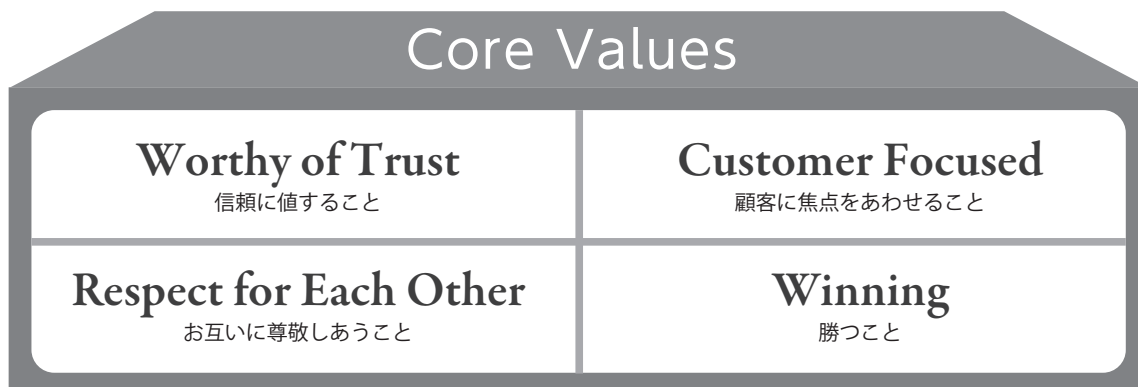 Core Values
Worthy of Trust
信頼に値すること
Customer Focused
顧客に焦点をあわせること
Respect for Each Other
お互いに尊敬しあうこと
Winning
勝つこと